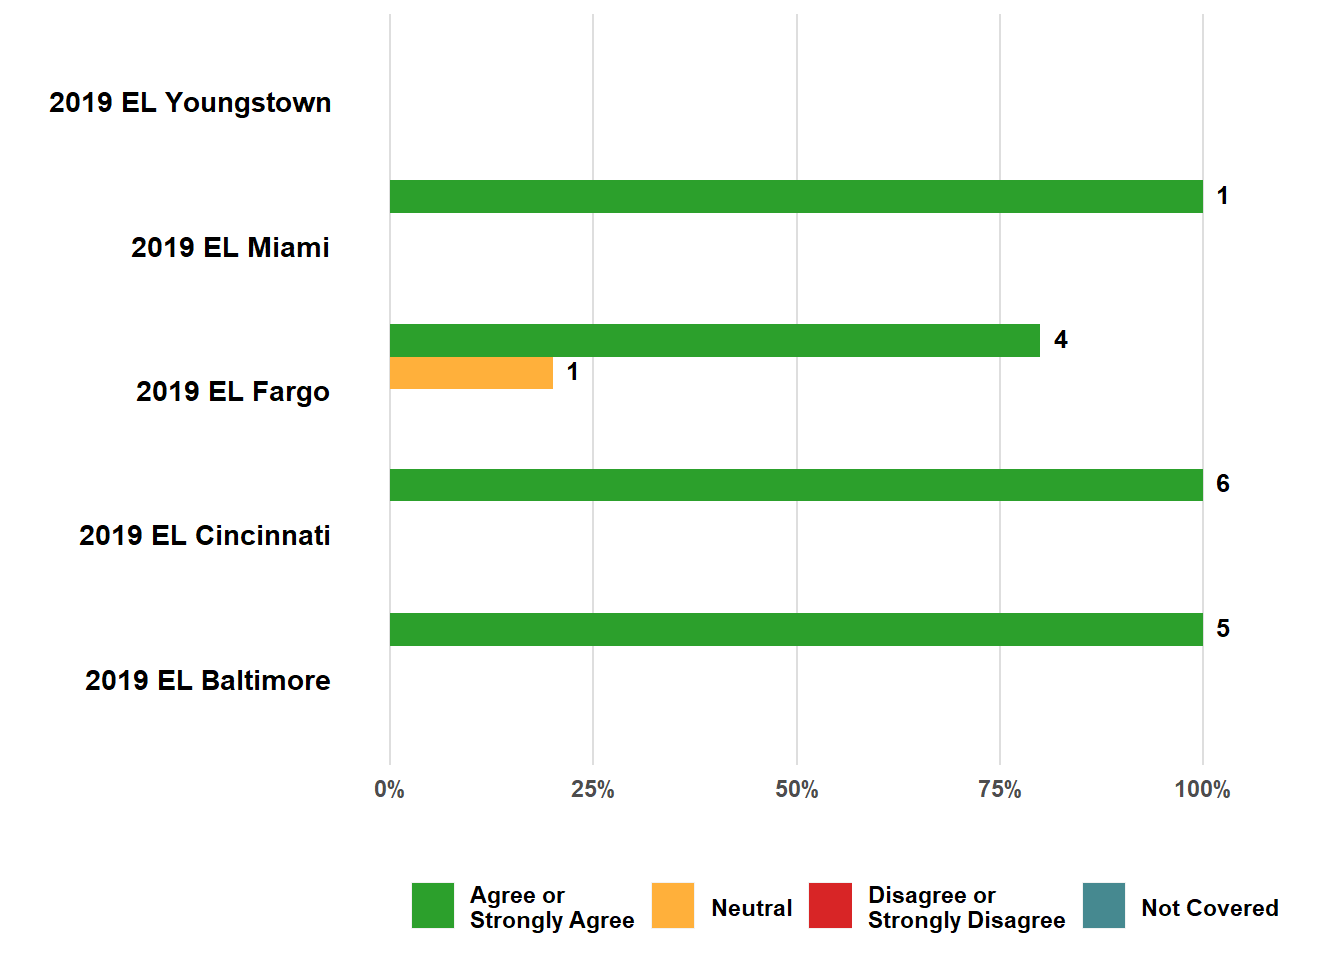 2019 EL Youngstown
1
2019 EL Miami
4
1
2019 EL Fargo
6
2019 EL Cincinnati
5
2019 EL Baltimore
0% 25% 50% 75% 100%
Agree or
Strongly Agree
Neutral
Disagree or
Strongly Disagree
Not Covered